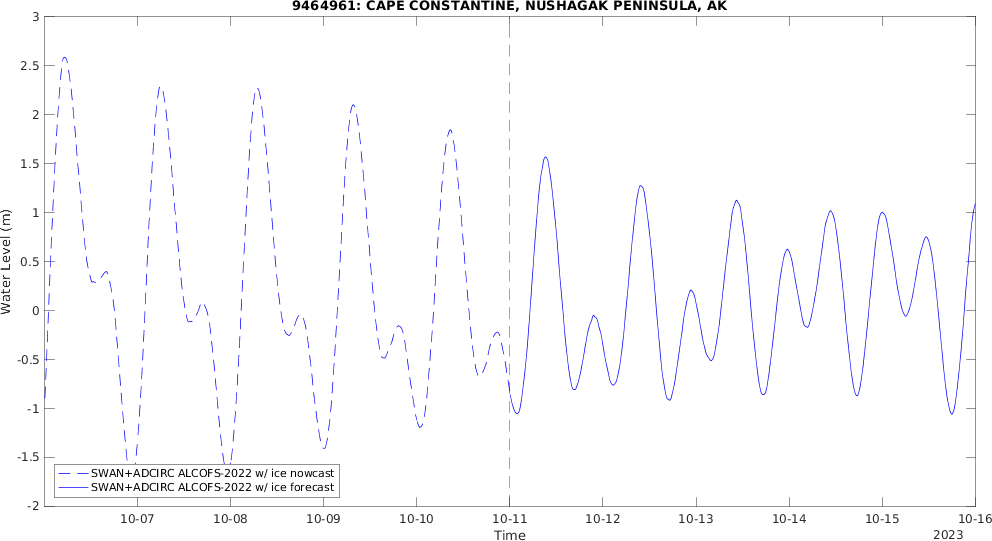 9464961: CAPE CONSTANTINE, NUSHAGAK PENINSULA, AK
3
2.5
2
1.5
1
0.5
0
-0.5
-1
-1.5
-2
Water Level (m)
SWAN+ADCIRC ALCOFS-2022 w/ ice nowcast
SWAN+ADCIRC ALCOFS-2022 w/ ice forecast
10-07 10-08 10-09 10-10 10-11 10-12 10-13 10-14 10-15 10-16
Time
2023